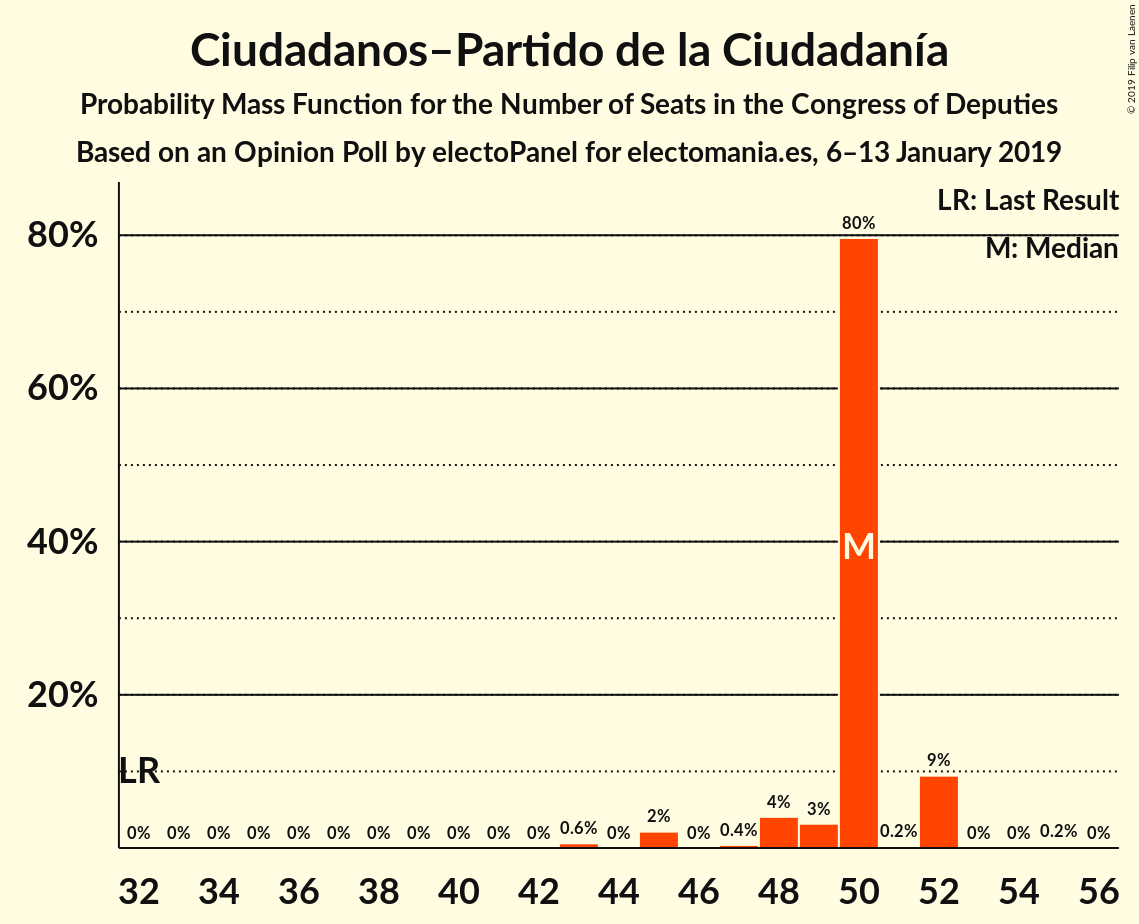 Ciudadanos–Partido de la Ciudadanía
Probability Mass Function for the Number of Seats in the Congress of Deputies
Based on an Opinion Poll by electoPanel for electomania.es, 6–13 January 2019
© 2019 Filip van Laenen
LR: Last Result
M: Median
80%
60%
40%
20%
80%
M
LR
0% 0% 0% 0% 0% 0% 0% 0% 0% 0% 0% 0.6% 0% 2% 0% 0.4% 4% 3% 0.2% 9% 0% 0% 0.2% 0%
32 34 36 38 40 42 44 46 48 50 52 54 56